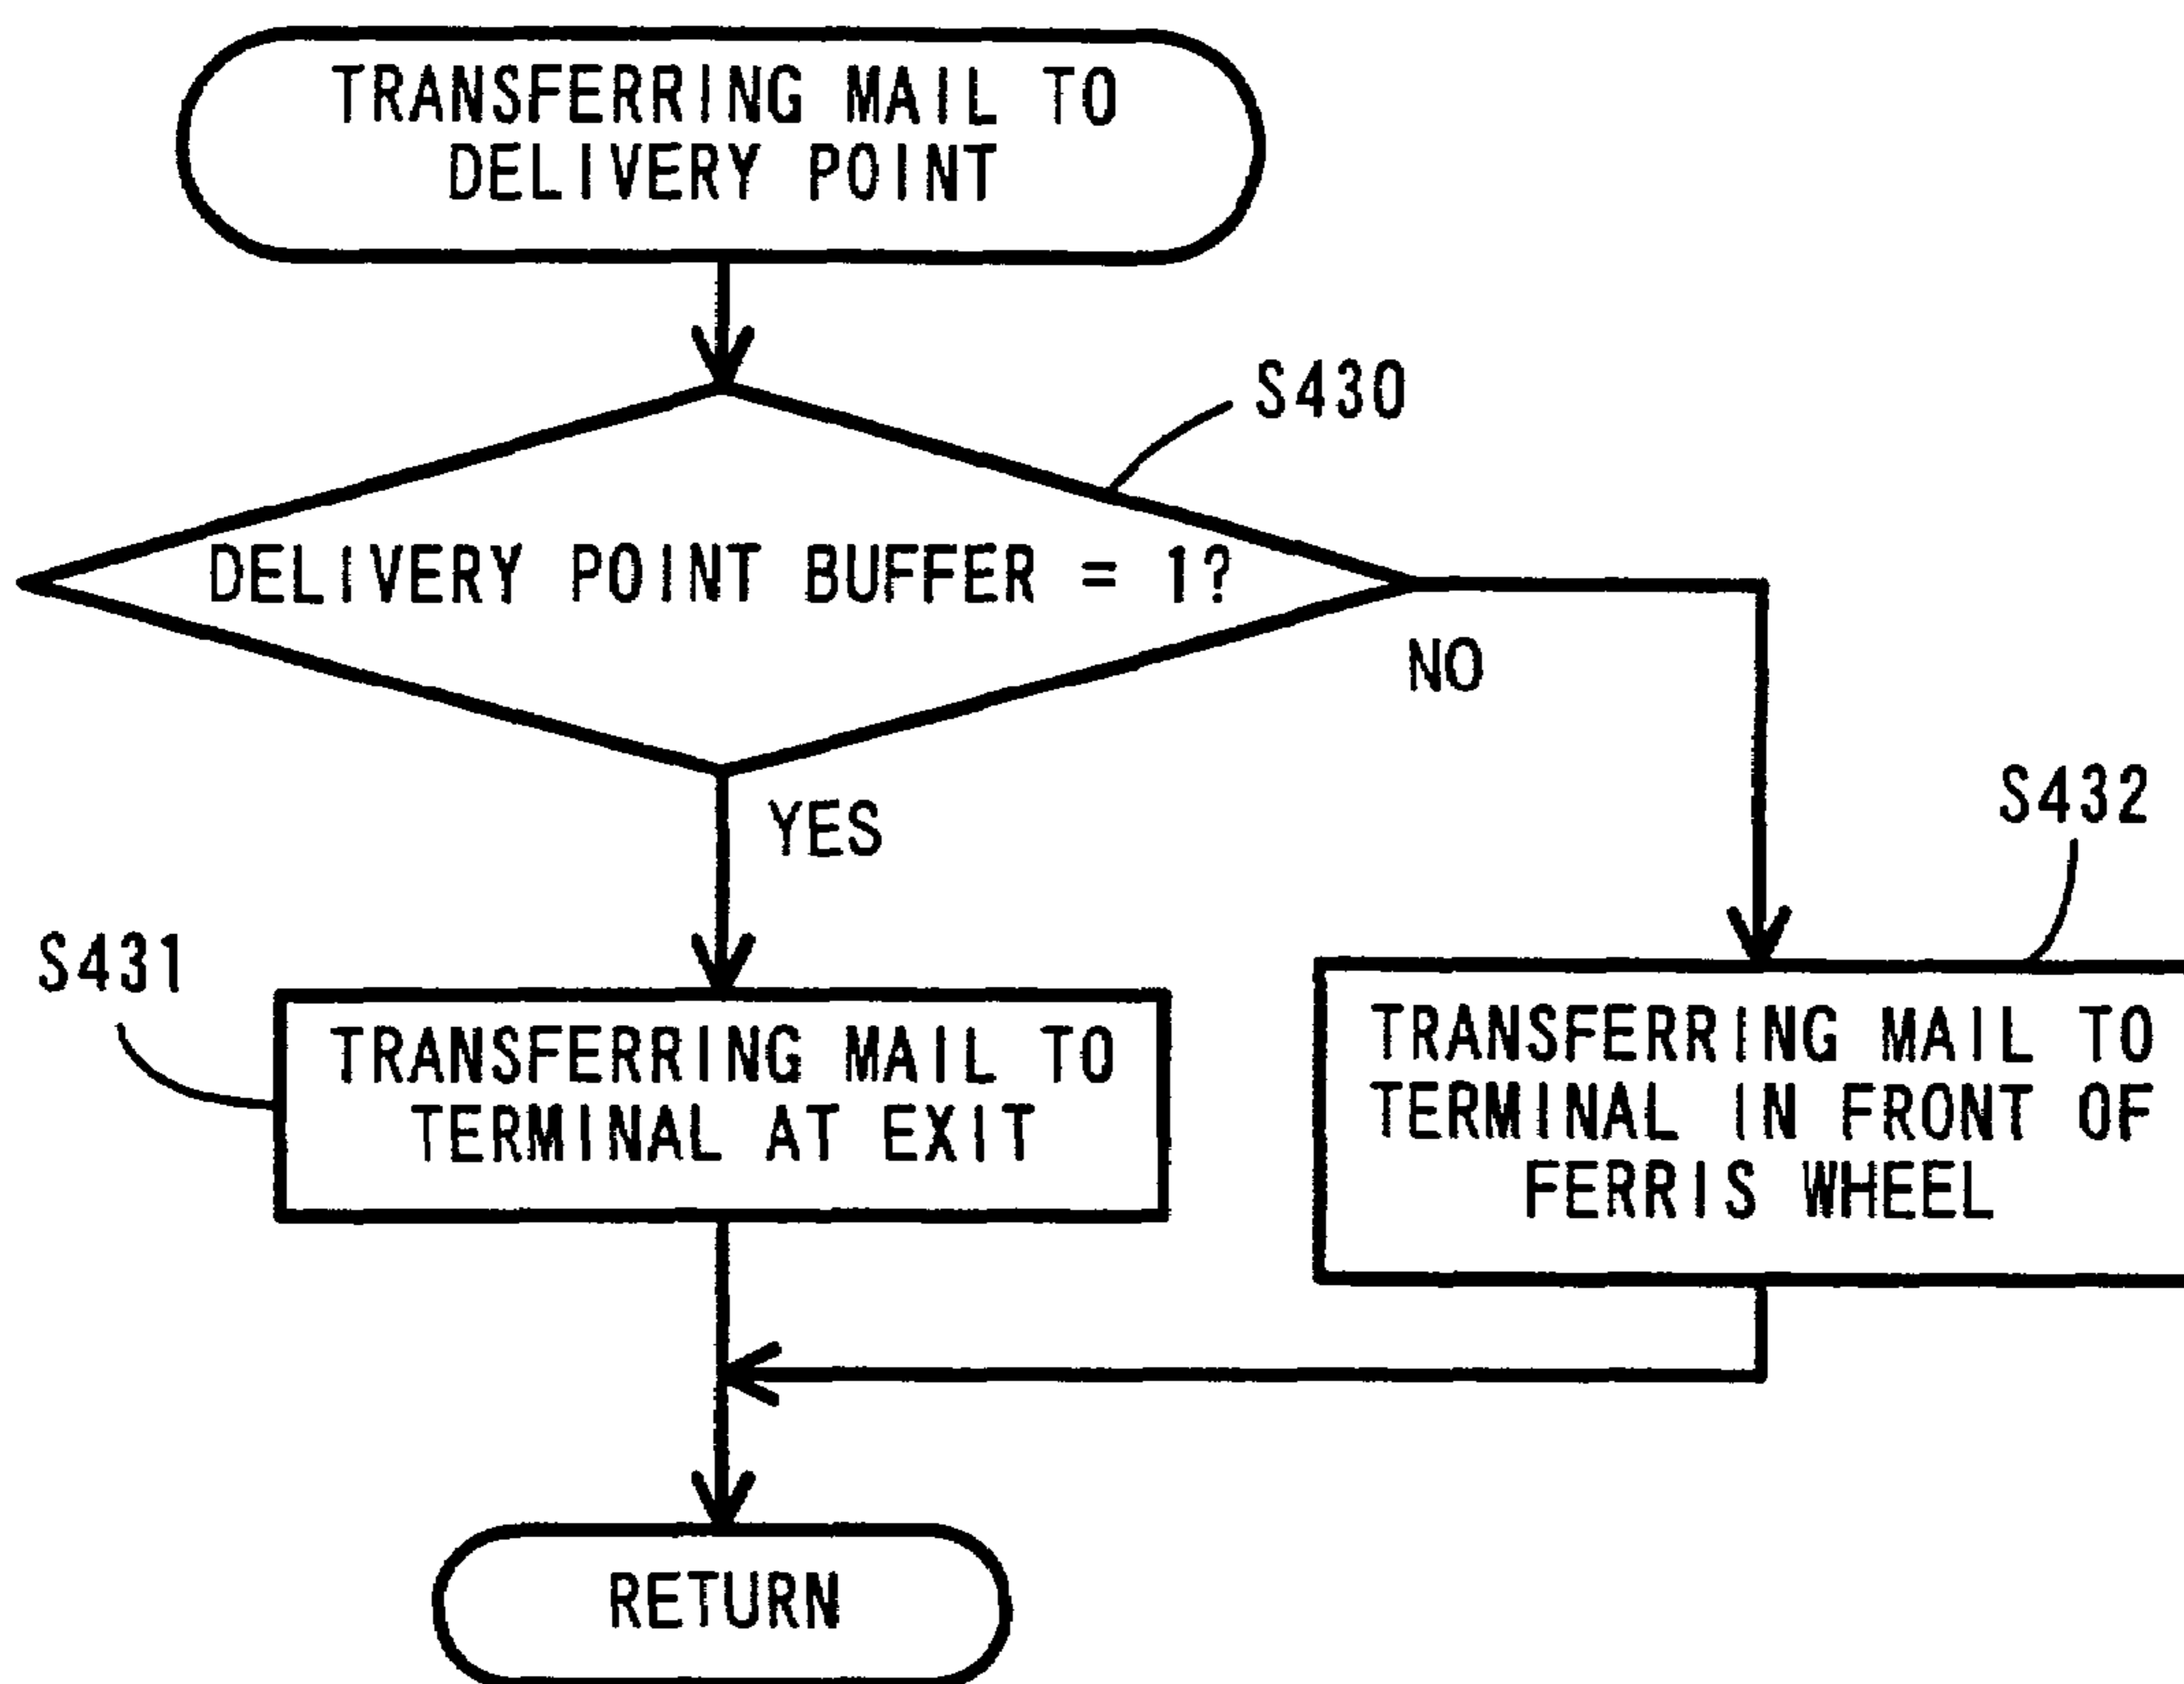 TRANSFERRING MAIL TO
DELIVERY POINT
S430
DELIVERY POINT BUFFER = 1?
NO
YES
S432
S431
TRANSFERRING MAIL TO
TERMINAL AT EXIT
TRANSFERRING MAIL TO
TERMINAL IN FRONT OF
FERRIS WHEEL
RETURN